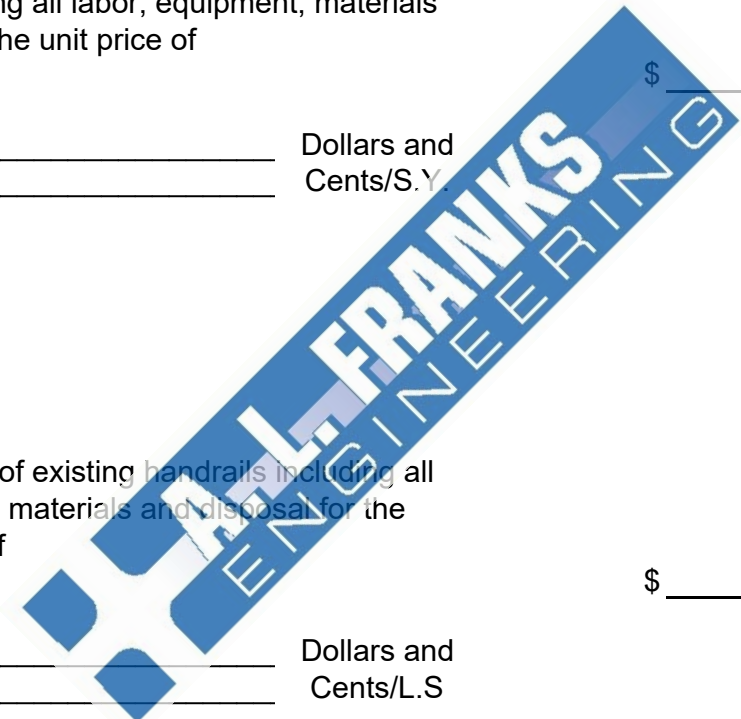 ng all labor, equipment, materials
he unit price of
$
Dollars and
Cents/S.Y.
A. L. FRANKS
ENGINEERING
of existing handrails including all
materials and disposal for the
f
$
Dollars and
Cents/L.S